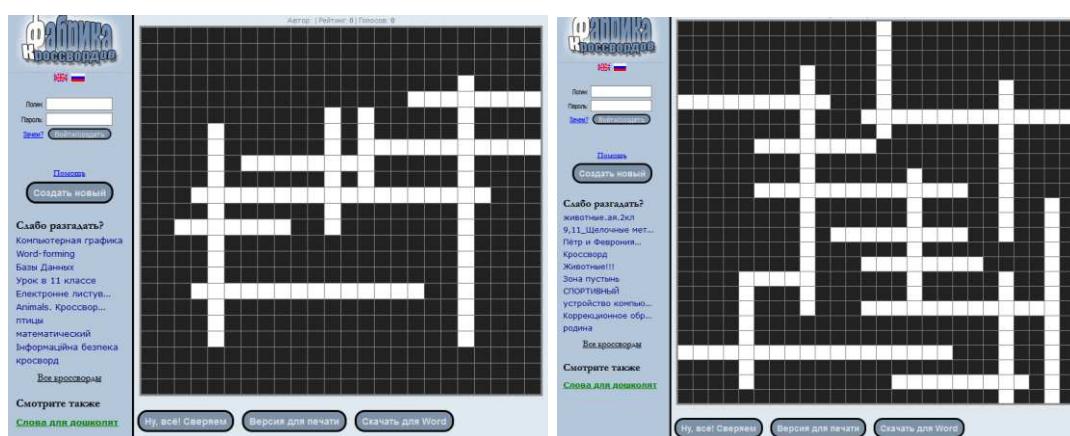 Фабрика
Кроссвордов
Логин:
Пароль:
Зачем?
Войти/создать
Помощь
Создать новый
Слабо разгадать?
Компьютерная графика
Word-forming
Базы Данных
Урок в 11 классе
Електронне листув...
Animals. Кроссвор...
птицы
математический
Інформаційна безпека
кросворд
Все кроссворды
Смотрите также
Слова для дошколят
Автор: | Рейтинг: 0 | Голосов: 0
Ну, всё! Сверяем
Версия для печати
Скачать для Word
Фабрика
Кроссвордов
Логин:
Пароль:
Зачем?
Войти/создать
Помощь
Создать новый
Слабо разгадать?
животные.ая.2кл
9,11_Щелочные мет...
Пётр и Феврония...
Кроссворд
Животные!!!
Зона пустынь
СПОРТИВНЫЙ
устройство компью...
Коррекционное обр...
родина
Все кроссворды
Смотрите также
Слова для дошколят
Ну, всё! Сверяем
Версия для печати
Скачать для Word